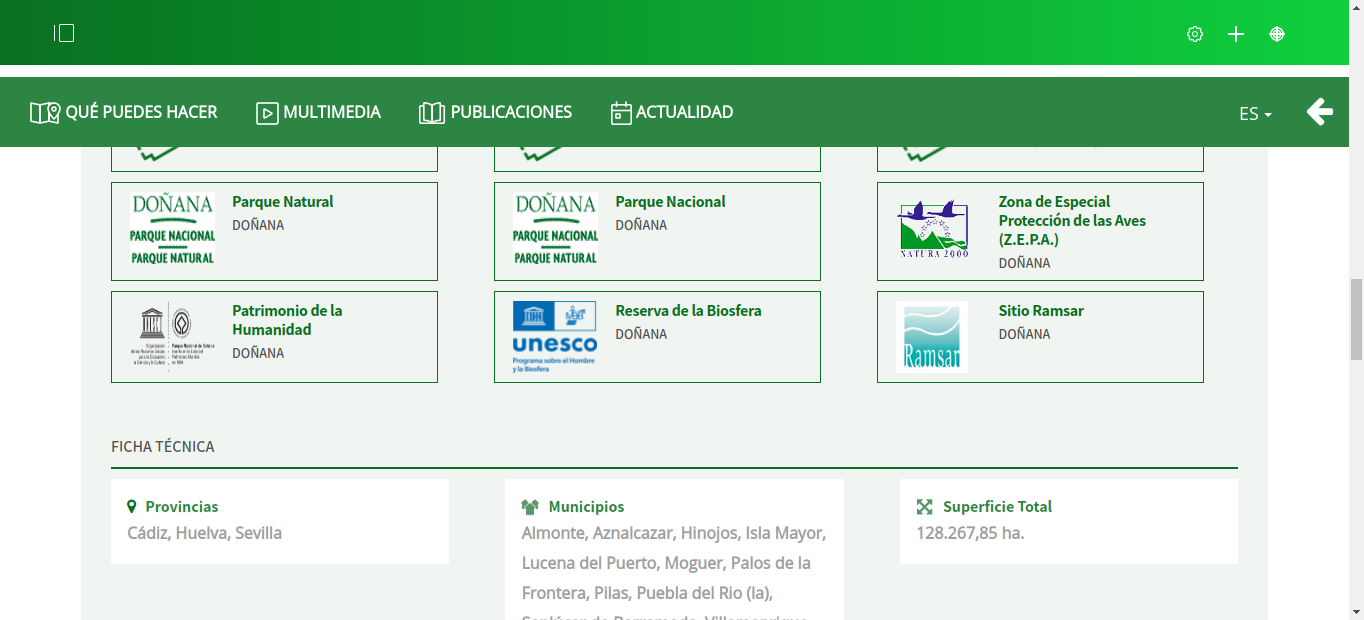 QUÉ PUEDES HACER
MULTIMEDIA
PUBLICACIONES
ACTUALIDAD
ES
DOÑANA
PARQUE NACIONAL
PARQUE NATURAL
Parque Natural
DOÑANA
DOÑANA
PARQUE NACIONAL
PARQUE NATURAL
Parque Nacional
DOÑANA
NATURA 2000
Zona de Especial
Protección de las Aves
(Z.E.P.A.)
DOÑANA
Patrimonio de la
Humanidad
DOÑANA
unesco
Programa sobre el Hombre
y la Biosfera
Reserva de la Biosfera
DOÑANA
Ramsar
Sitio Ramsar
DOÑANA
FICHA TÉCNICA
Provincias
Cádiz, Huelva, Sevilla
Municipios
Almonte, Aznalcazar, Hinojos, Isla Mayor,
Lucena del Puerto, Moguer, Palos de la
Frontera, Pilas, Puebla del Rio (la),
Superficie Total
128.267,85 ha.